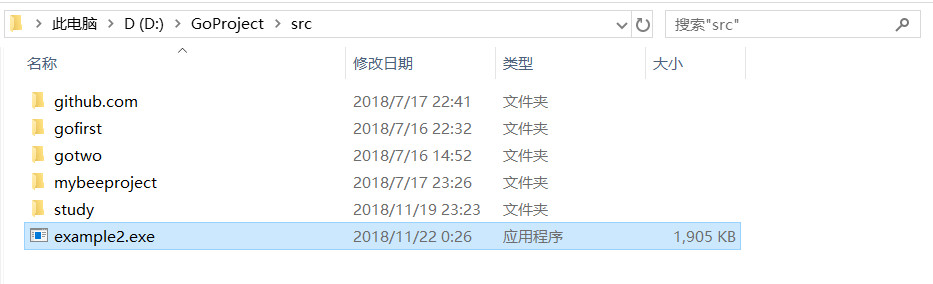 此电脑 D (D:) GoProject src 搜索"src"
名称 修改日期 类型 大小
github.com 2018/7/17 22:41 文件夹
gofirst 2018/7/16 22:32 文件夹
gotwo 2018/7/16 14:52 文件夹
mybeeproject 2018/7/17 23:26 文件夹
study 2018/11/19 23:23 文件夹
example2.exe 2018/11/22 0:26 应用程序 1,905 KB